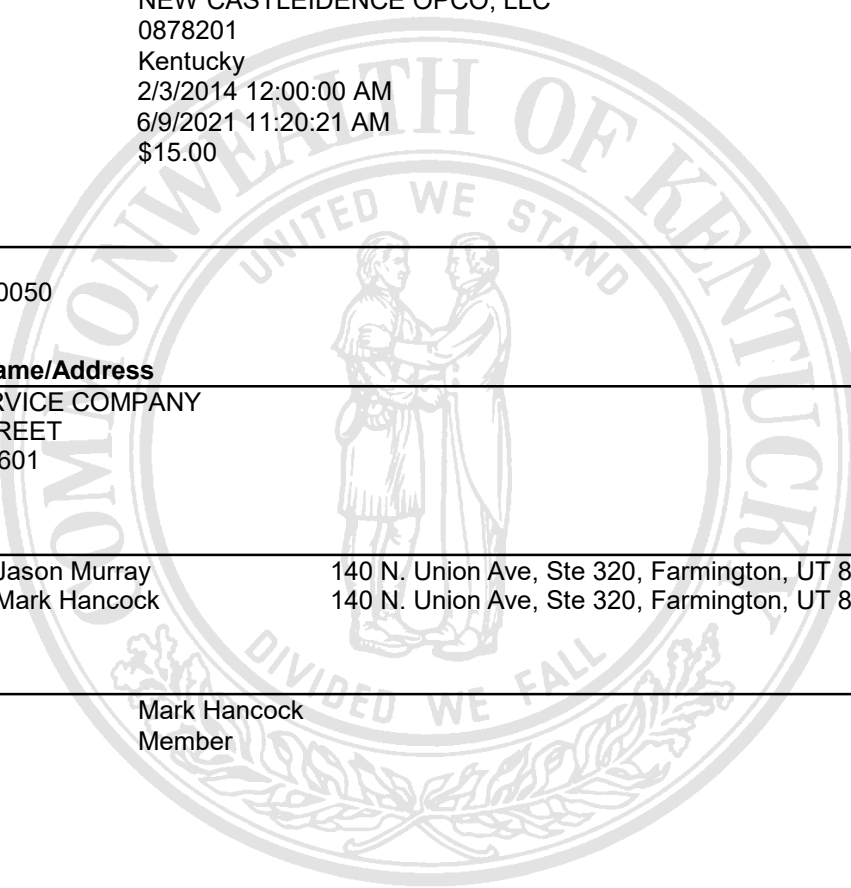 NEW CASTLEIDENCE OPCO, LLC
0878201
Kentucky
2/3/2014 12:00:00 AM
6/9/2021 11:20:21 AM
$15.00
COMMONWEALTH OF KENTUCKY
UNITED WE STAND
0050
ame/Address
RVICE COMPANY
REET
601
Jason Murray 140 N. Union Ave, Ste 320, Farmington, UT 8
Mark Hancock 140 N. Union Ave, Ste 320, Farmington, UT 8
DIVIDED WE FALL
Mark Hancock
Member